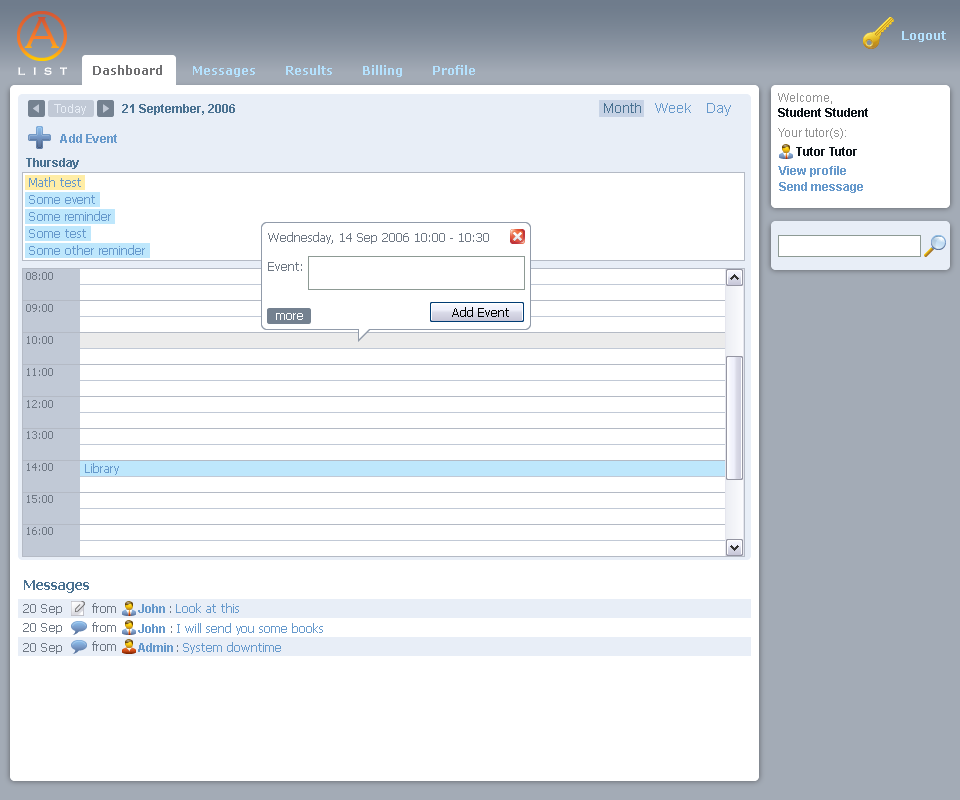 A
LIST
Dashboard Messages Results Billing Profile
Logout
Today 21 September, 2006 Month Week Day
Add Event
Thursday
Math test
Some event
Some reminder
Some test
Some other reminder
Wednesday, 14 Sep 2006 10:00 - 10:30
Event:
more Add Event
08:00
09:00
10:00
11:00
12:00
13:00
14:00 Library
15:00
16:00
Messages
20 Sep from John : Look at this
20 Sep from John : I will send you some books
20 Sep from Admin : System downtime
Welcome,
Student Student
Your tutor(s):
Tutor Tutor
View profile
Send message